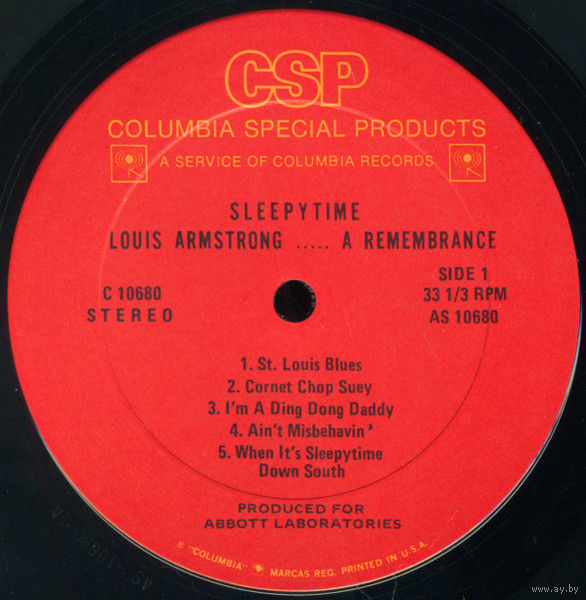 CSP
COLUMBIA SPECIAL PRODUCTS
A SERVICE OF COLUMBIA RECORDS
SLEEPYTIME
LOUIS ARMSTRONG ..... A REMEMBRANCE
C 10680
STEREO
SIDE 1
33 1/3 RPM
AS 10680
1. St. Louis Blues
2. Cornet Chop Suey
3. I'm A Ding Dong Daddy
4. Ain't Misbehavin'
5. When It's Sleepytime
Down South
PRODUCED FOR
ABBOTT LABORATORIES
"COLUMBIA" MARCAS REG. PRINTED IN U.S.A.
www.ay.by